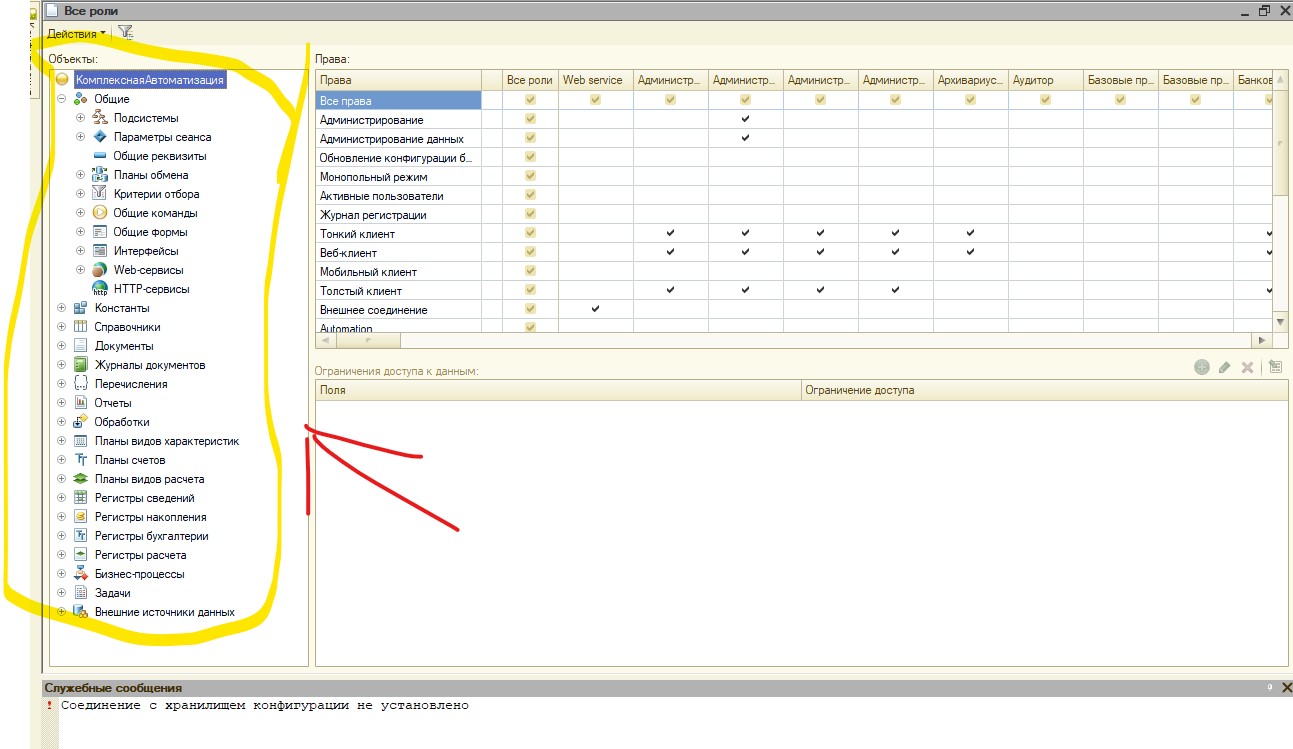 Все роли
Действия
Объекты:
КомплекснаяАвтоматизация
Общие
Подсистемы
Параметры сеанса
Общие реквизиты
Планы обмена
Критерии отбора
Общие команды
Общие формы
Интерфейсы
Web-сервисы
HTTP-сервисы
Константы
Справочники
Документы
Журналы документов
Перечисления
Отчеты
Обработки
Планы видов характеристик
Планы счетов
Планы видов расчета
Регистры сведений
Регистры накопления
Регистры бухгалтерии
Регистры расчета
Бизнес-процессы
Задачи
Внешние источники данных
Права:
Права Все роли Web service Администр... Администр... Администр... Администр... Архивариус... Аудитор Базовые пр... Базовые пр... Банков
Все права
Администрирование
Администрирование данных
Обновление конфигурации б...
Монопольный режим
Активные пользователи
Журнал регистрации
Тонкий клиент
Веб-клиент
Мобильный клиент
Толстый клиент
Внешнее соединение
Automation
Ограничения доступа к данным:
Поля Ограничение доступа
Служебные сообщения
Соединение с хранилищем конфигурации не установлено